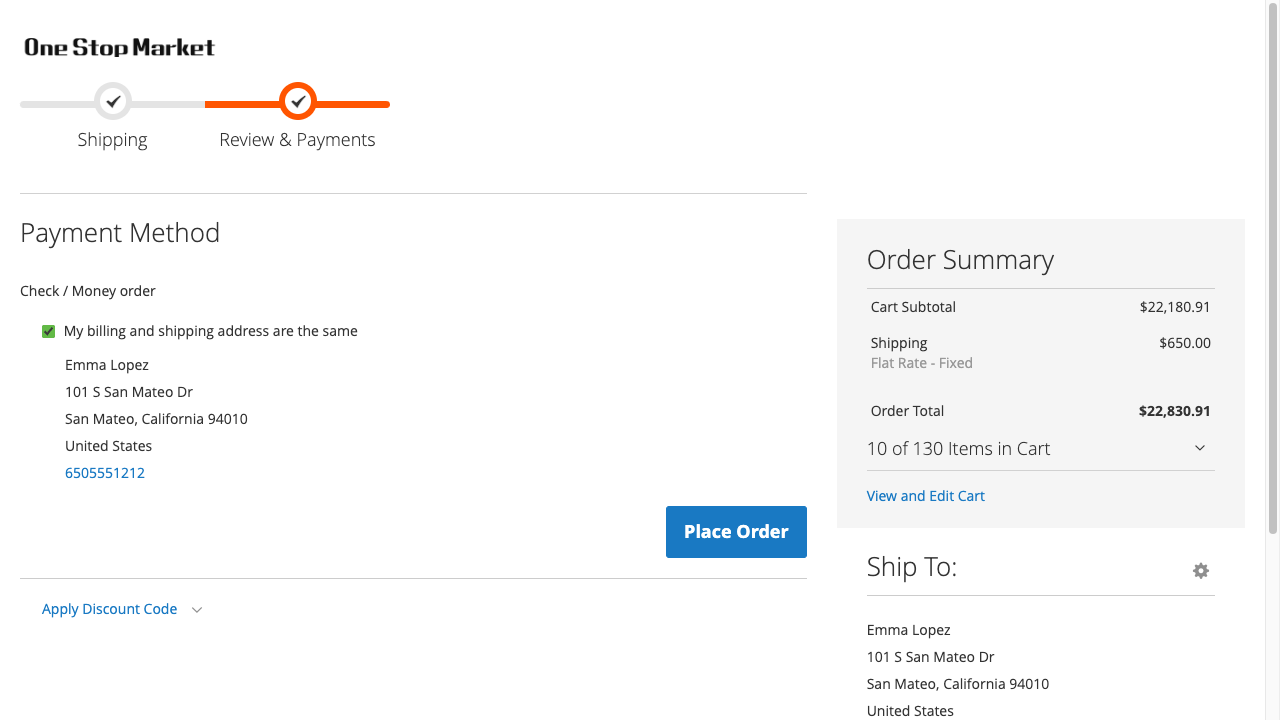 One Stop Market
Shipping
Review & Payments
Payment Method
Check / Money order
My billing and shipping address are the same
Emma Lopez
101 S San Mateo Dr
San Mateo, California 94010
United States
6505551212
Place Order
Apply Discount Code
Order Summary
Cart Subtotal $22,180.91
Shipping $650.00
Flat Rate - Fixed
Order Total $22,830.91
10 of 130 Items in Cart
View and Edit Cart
Ship To:
Emma Lopez
101 S San Mateo Dr
San Mateo, California 94010
United States